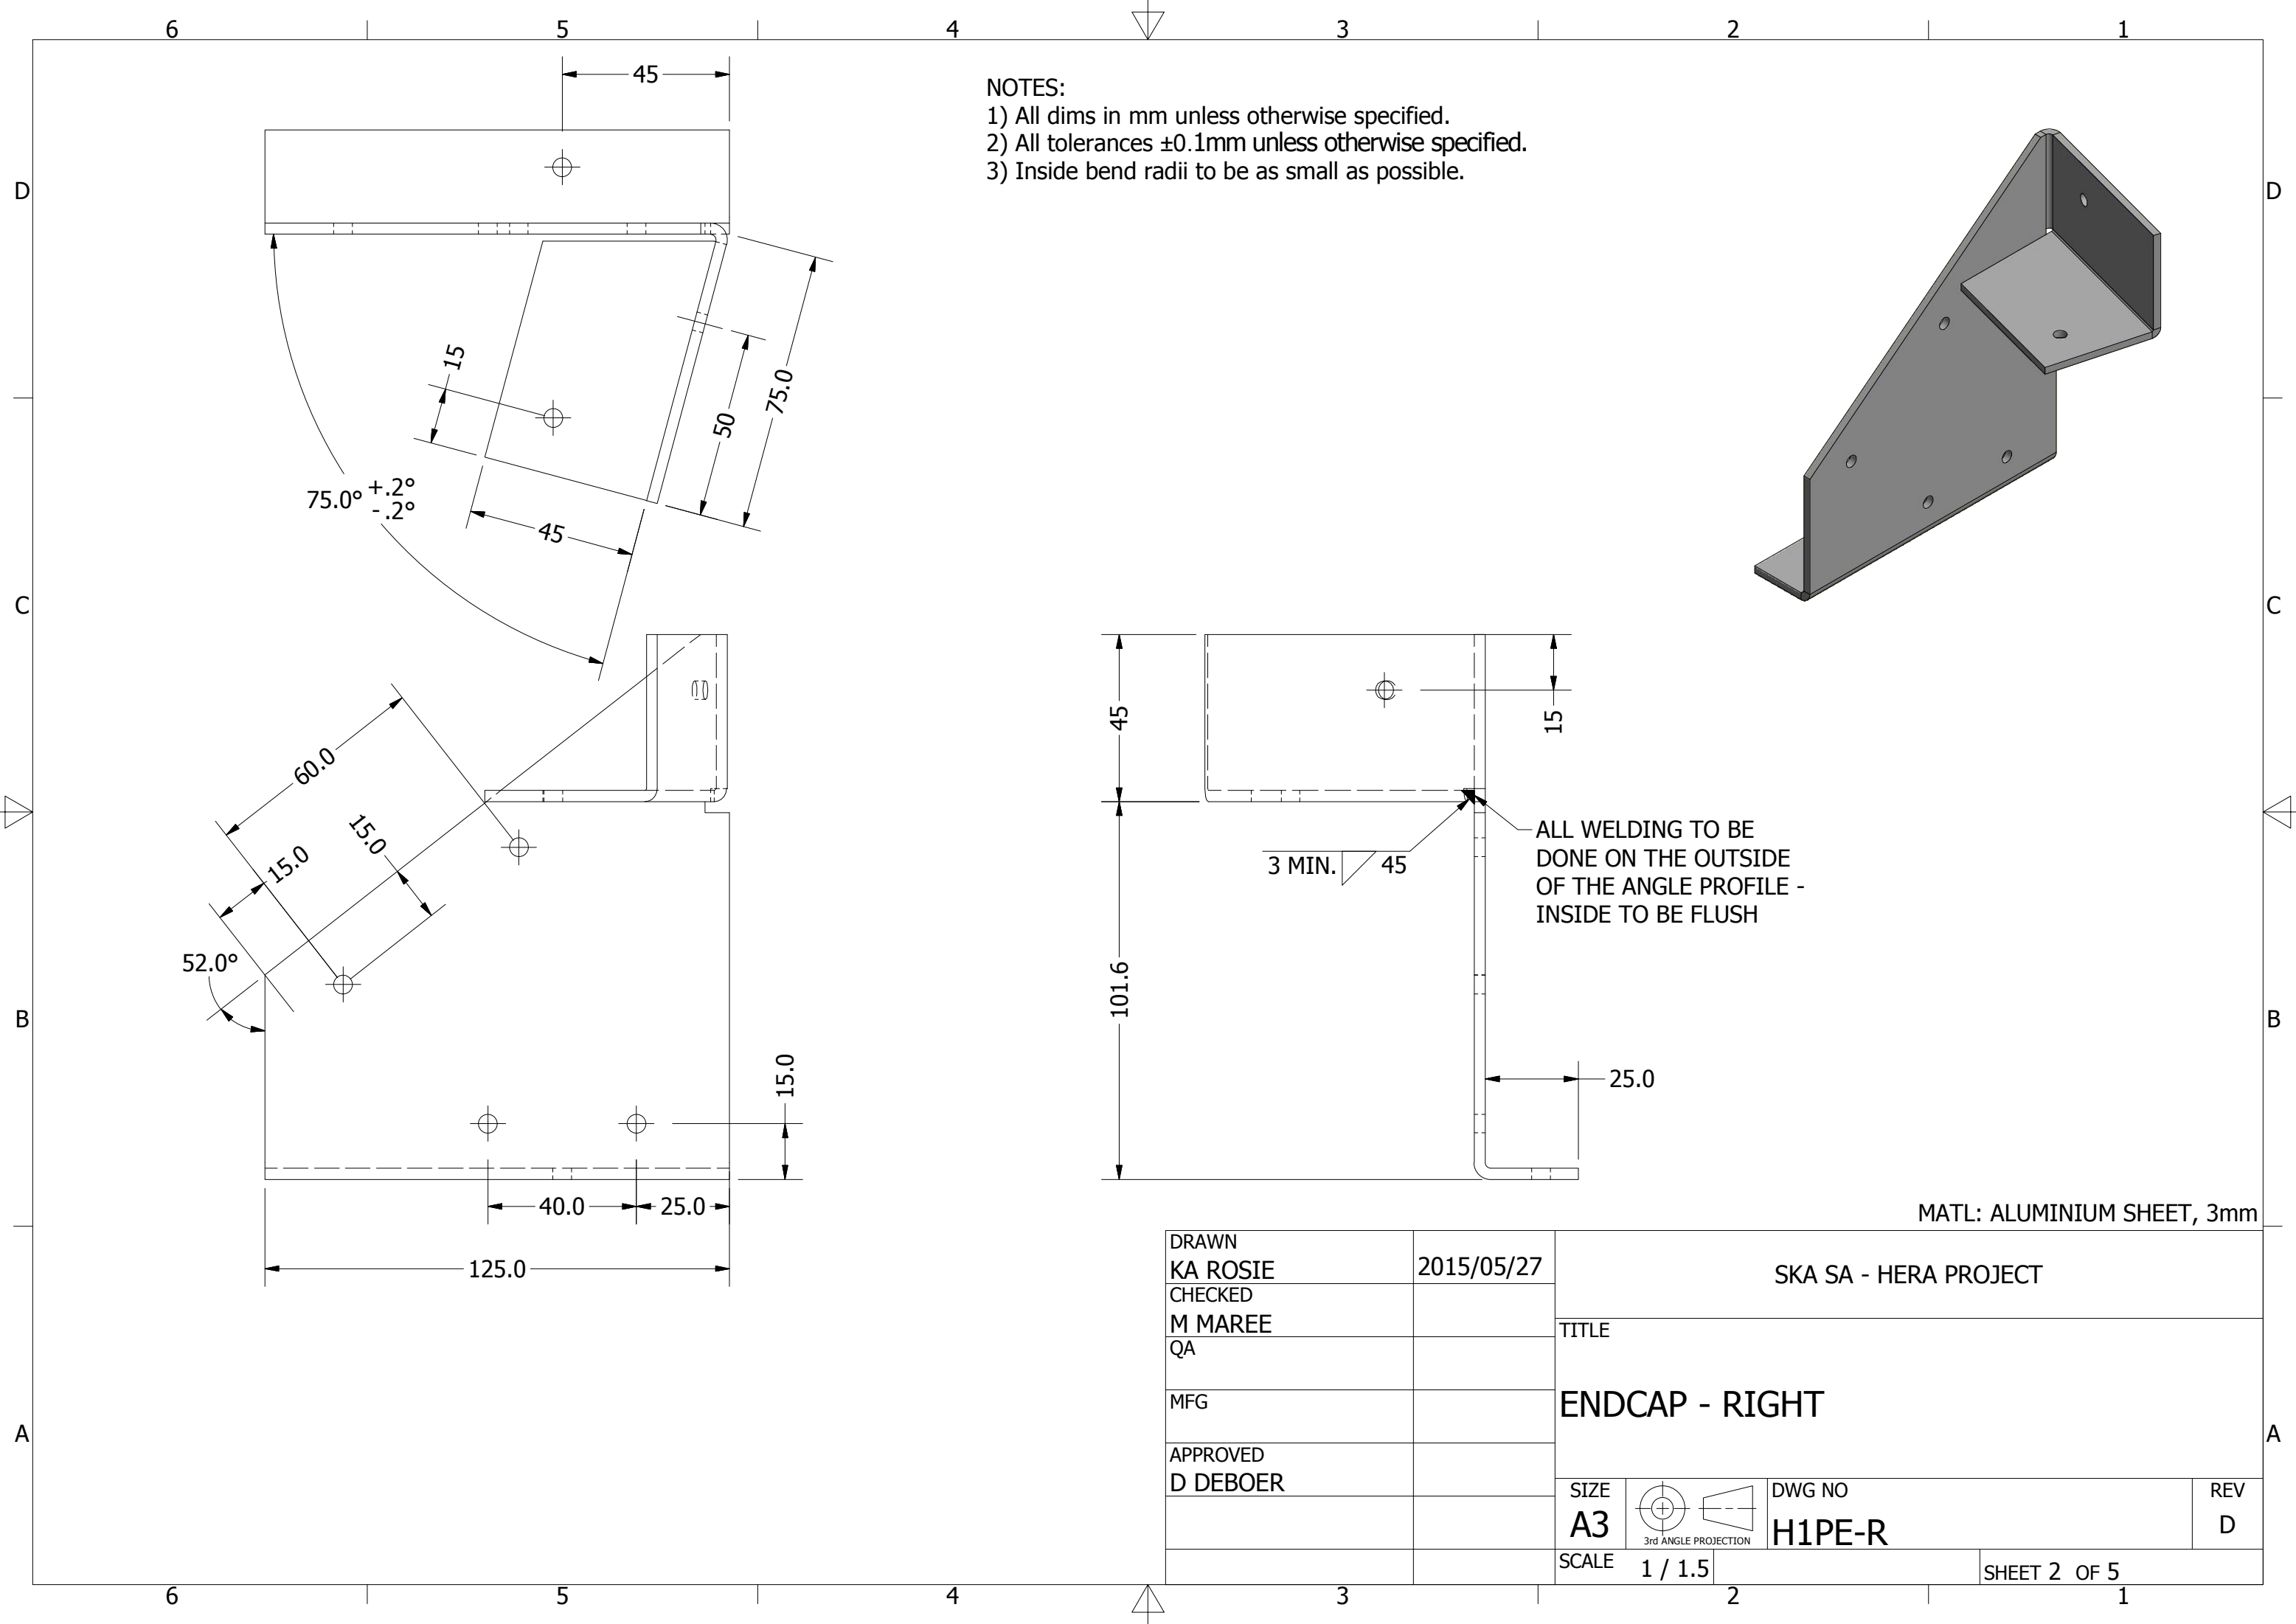 6 5 4 3 2 1
NOTES:
1) All dims in mm unless otherwise specified.
2) All tolerances ±0.1mm unless otherwise specified.
3) Inside bend radii to be as small as possible.
D
D
45
15
50
75.0
45
75.0° +.2°
-.2°
C
C
60.0
15.0
15.0
52.0°
15.0
40.0
25.0
125.0
45
15
101.6
25.0
3 MIN. 45
ALL WELDING TO BE
DONE ON THE OUTSIDE
OF THE ANGLE PROFILE -
INSIDE TO BE FLUSH
B
B
MATL: ALUMINIUM SHEET, 3mm
DRAWN
KA ROSIE
2015/05/27
CHECKED
M MAREE
QA
MFG
APPROVED
D DEBOER
SKA SA - HERA PROJECT
TITLE
ENDCAP - RIGHT
SIZE
A3
3rd ANGLE PROJECTION
DWG NO
H1PE-R
REV
D
SCALE
1 / 1.5
SHEET 2 OF 5
A
A
6 5 4 3 2 1